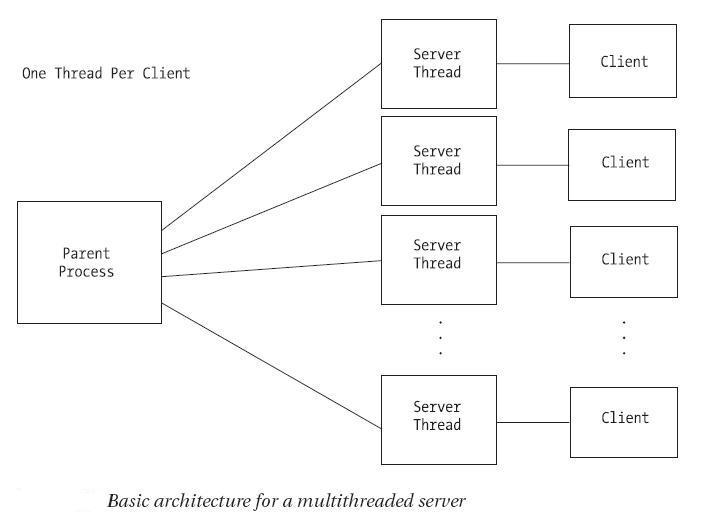 One Thread Per Client
Server
Thread
Client
Server
Thread
Client
Parent
Process
Server
Thread
Client
Server
Thread
Client
Basic architecture for a multithreaded server